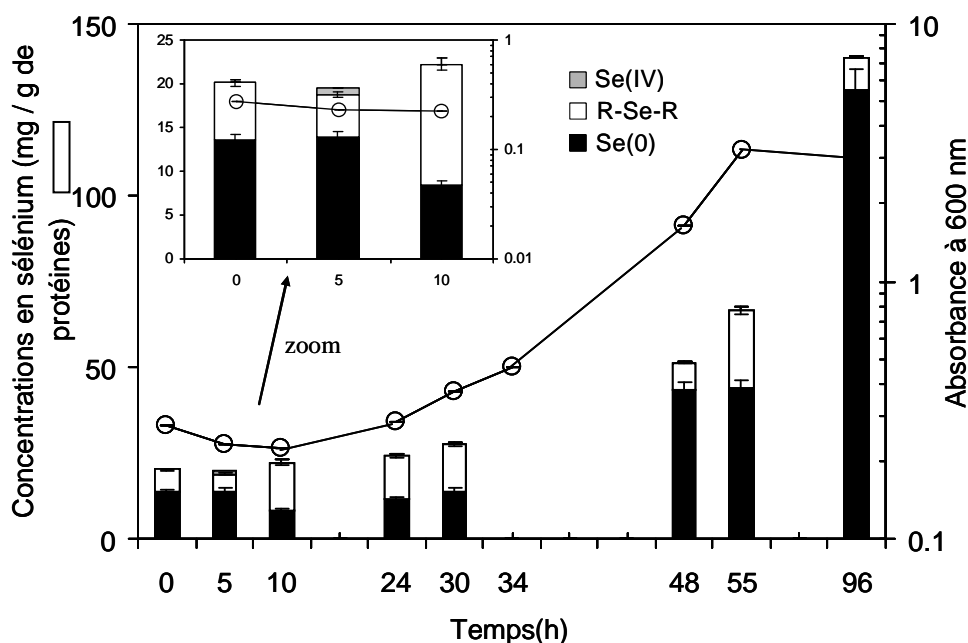 150
100
50
0
Concentrations en sélénium (mg / g de
protéines)
25
20
15
10
5
0
0 5 10
1
0.1
0.01
zoom
Se(IV)
R-Se-R
Se(0)
10
1
0.1
Absorbance à 600 nm
0 5 10 24 30 34 48 55 96
Temps(h)